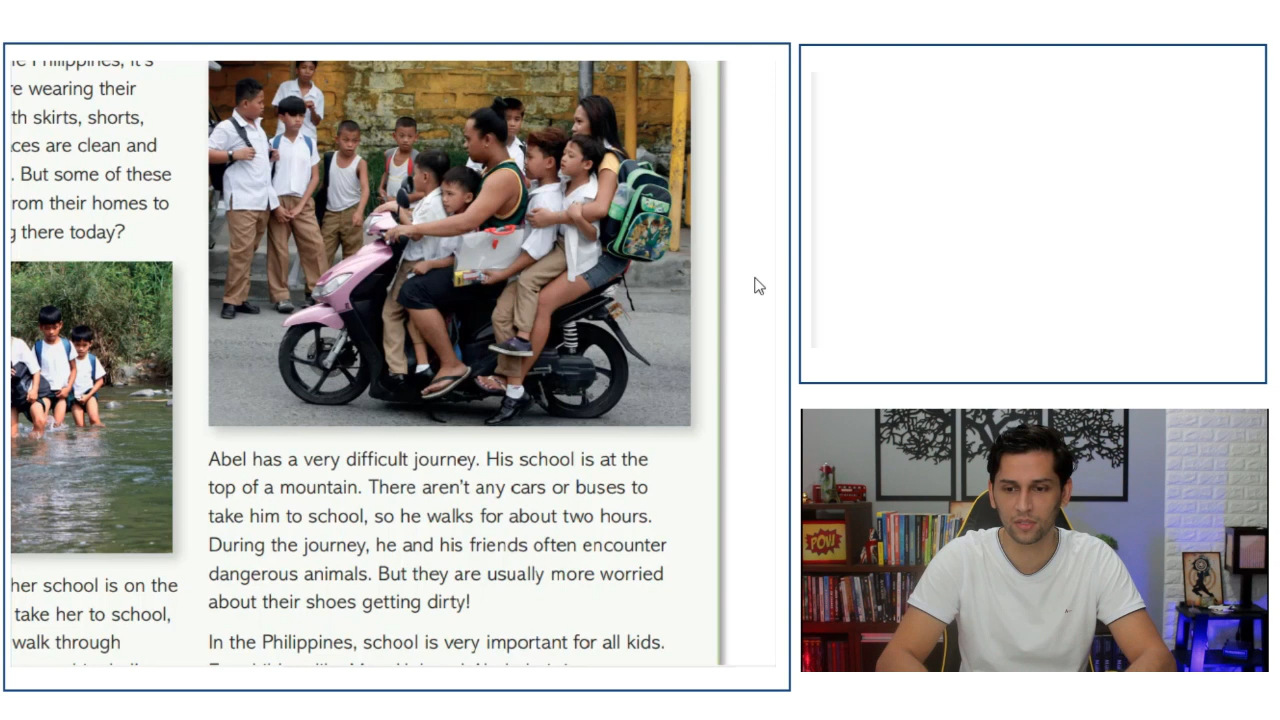 re wearing their
th skirts, shorts,
ces are clean and
. But some of these
rom their homes to
g there today?
her school is on the
take her to school,
walk through
Abel has a very difficult journey. His school is at the
top of a mountain. There aren't any cars or buses to
take him to school, so he walks for about two hours.
During the journey, he and his friends often encounter
dangerous animals. But they are usually more worried
about their shoes getting dirty!
In the Philippines, school is very important for all kids.
POW!